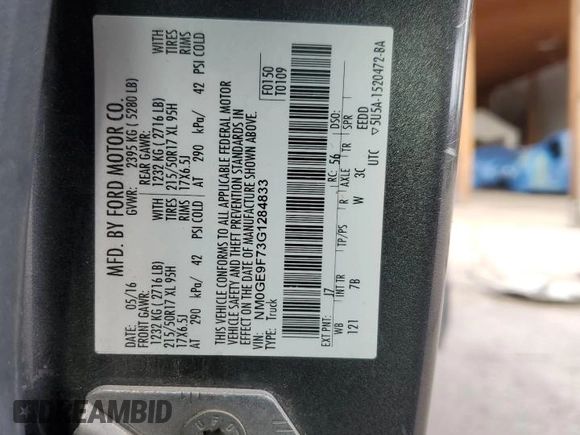 MFD. BY FORD MOTOR CO.
DATE: 05/16 GVWR: 2395 KG ( 5280 LB)
FRONT GAWR: REAR GAWR:
1232 KG ( 2716 LB) WITH 1232 KG ( 2716 LB) WITH
215/50R17 XL 95H TIRES 215/50R17 XL 95H TIRES
17X6.5J RIMS 17X6.5J RIMS
AT 290 kPa/ 42 PSI COLD AT 290 kPa/ 42 PSI COLD
THIS VEHICLE CONFORMS TO ALL APPLICABLE FEDERAL MOTOR
VEHICLE SAFETY AND THEFT PREVENTION STANDARDS IN
EFFECT ON THE DATE OF MANUFACTURE SHOWN ABOVE.
VIN: NM0GE9F73G1284833 F0150
TYPE: Truck T0109
EXT PNT: J7 RC: 56 DSO:
WB INT TR TP/PS R AXLE TR SPR
121 7B W 3C EEDD
UTC ▽5U5A-1520472-BA
DREAMBID